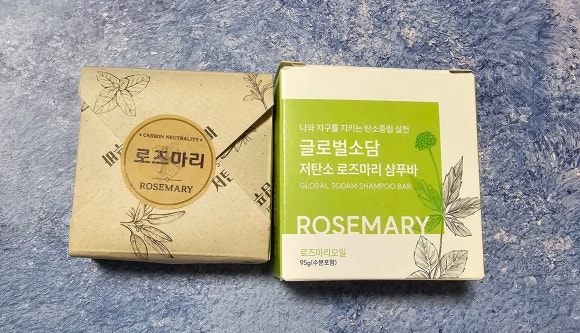 CARBON NEUTRALITY
로즈마리
ROSEMARY
나와 지구를 지키는 탄소중립 실천
글로벌소담
저탄소 로즈마리 샴푸바
GLOBAL SODAM SHAMPOO BAR
ROSEMARY
로즈마리오일
95g(수분포함)